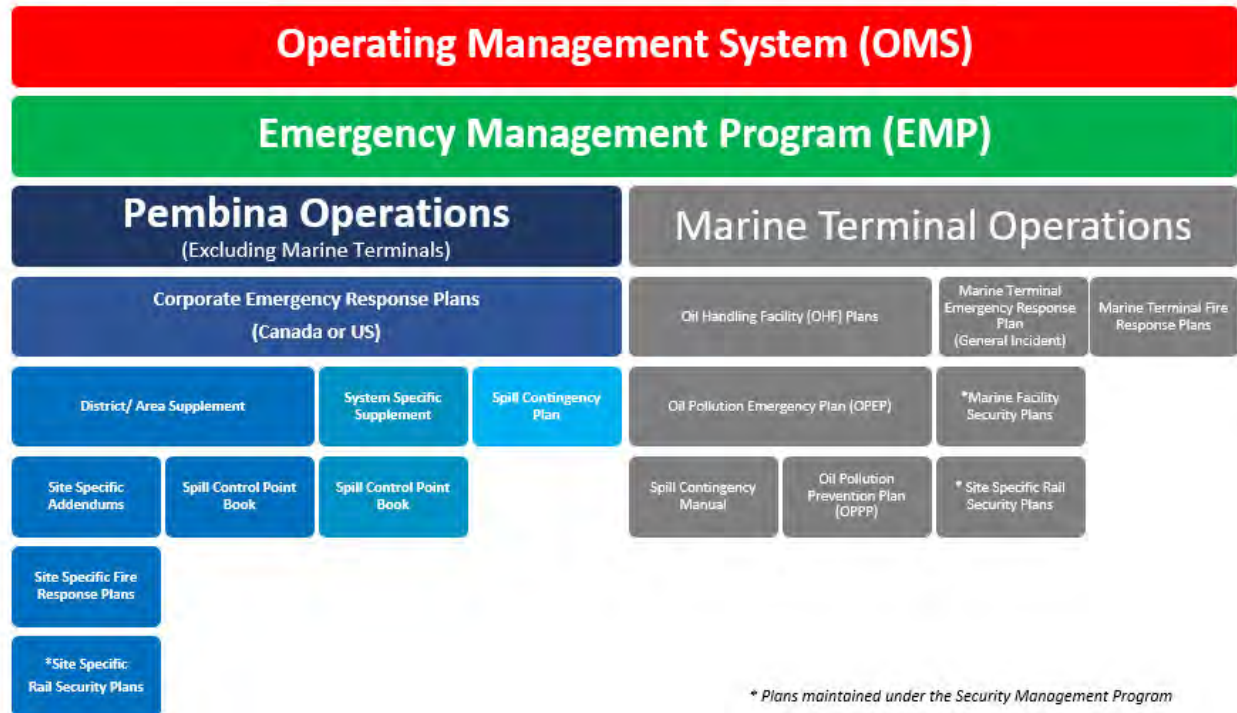 Operating Management System (OMS)
Emergency Management Program (EMP)
Pembina Operations
(Excluding Marine Terminals)
Marine Terminal Operations
Corporate Emergency Response Plans
(Canada or US)
Oil Handling Facility (OHF) Plans
Marine Terminal
Emergency Response
Plan
(General Incident)
Marine Terminal Fire
Response Plans
District/ Area Supplement
System Specific
Supplement
Spill Contingency
Plan
Oil Pollution Emergency Plan (OPEP)
*Marine Facility
Security Plans
Site Specific
Addendums
Spill Control Point
Book
Spill Control Point
Book
Spill Contingency
Manual
Oil Pollution
Prevention Plan
(OPPP)
* Site Specific Rail
Security Plans
Site Specific Fire
Response Plans
*Site Specific
Rail Security Plans
* Plans maintained under the Security Management Program